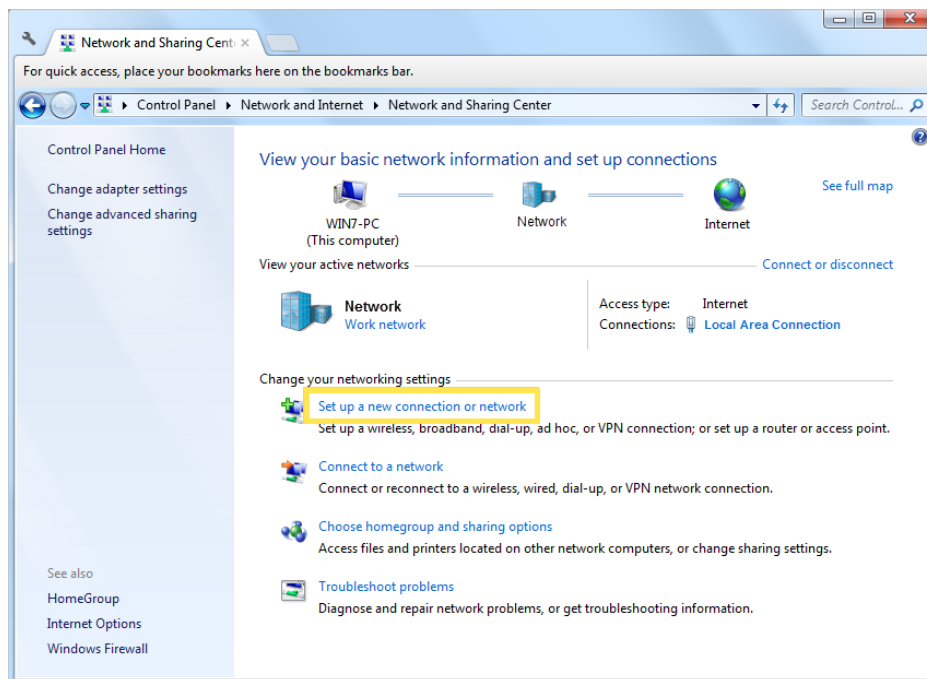 Network and Sharing Cent
For quick access, place your bookmarks here on the bookmarks bar.
Control Panel Network and Internet Network and Sharing Center
Search Control...
Control Panel Home
Change adapter settings
Change advanced sharing
settings
See also
HomeGroup
Internet Options
Windows Firewall
View your basic network information and set up connections
See full map
WIN7-PC
(This computer)
Network
Internet
View your active networks
Connect or disconnect
Network
Work network
Access type: Internet
Connections: Local Area Connection
Change your networking settings
Set up a new connection or network
Set up a wireless, broadband, dial-up, ad hoc, or VPN connection; or set up a router or access point.
Connect to a network
Connect or reconnect to a wireless, wired, dial-up, or VPN network connection.
Choose homegroup and sharing options
Access files and printers located on other network computers, or change sharing settings.
Troubleshoot problems
Diagnose and repair network problems, or get troubleshooting information.